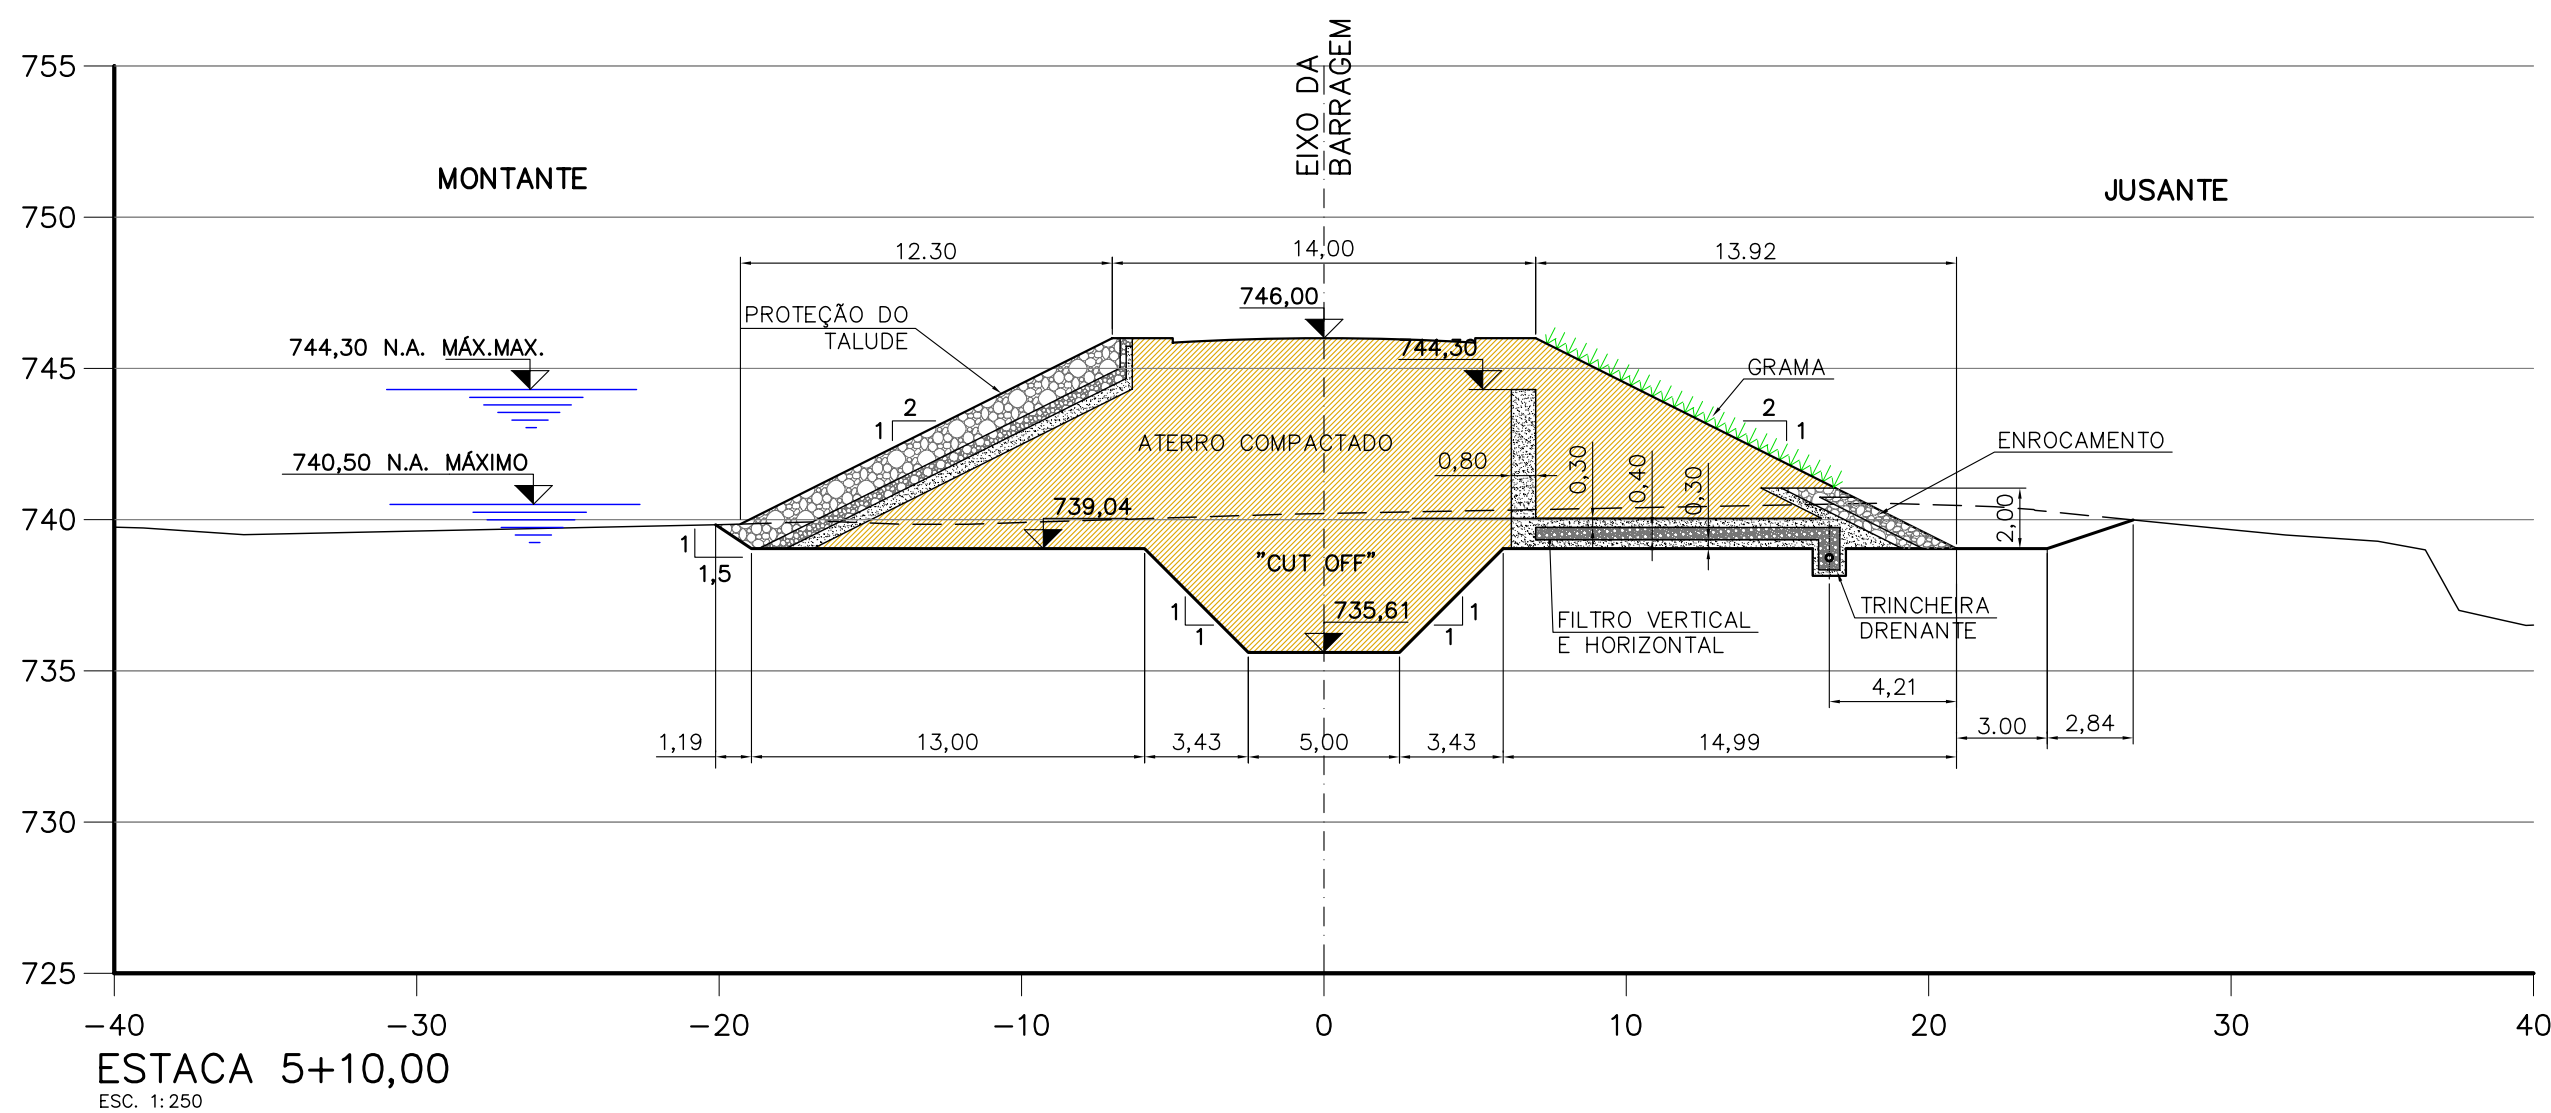 EIXO DA
BARRAGEM
755
MONTANTE
JUSANTE
750
12.30
14,00
13.92
746,00
PROTEÇÃO DO
TALUDE
744,30 N.A. MÁX.MAX.
744,30
745
GRAMA
2
1
2
1
ATERRO COMPACTADO
ENROCAMENTO
740,50 N.A. MÁXIMO
0,80
0,30
0,40
0,30
739,04
2,00
740
1
1,5
"CUT OFF"
1
1
735,61
1
1
FILTRO VERTICAL
E HORIZONTAL
TRINCHEIRA
DRENANTE
735
4,21
1,19
13,00
3,43
5,00
3,43
14,99
3.00
2,84
730
725
-40
-30
-20
-10
0
10
20
30
40
ESTACA 5+10,00
ESC. 1:250